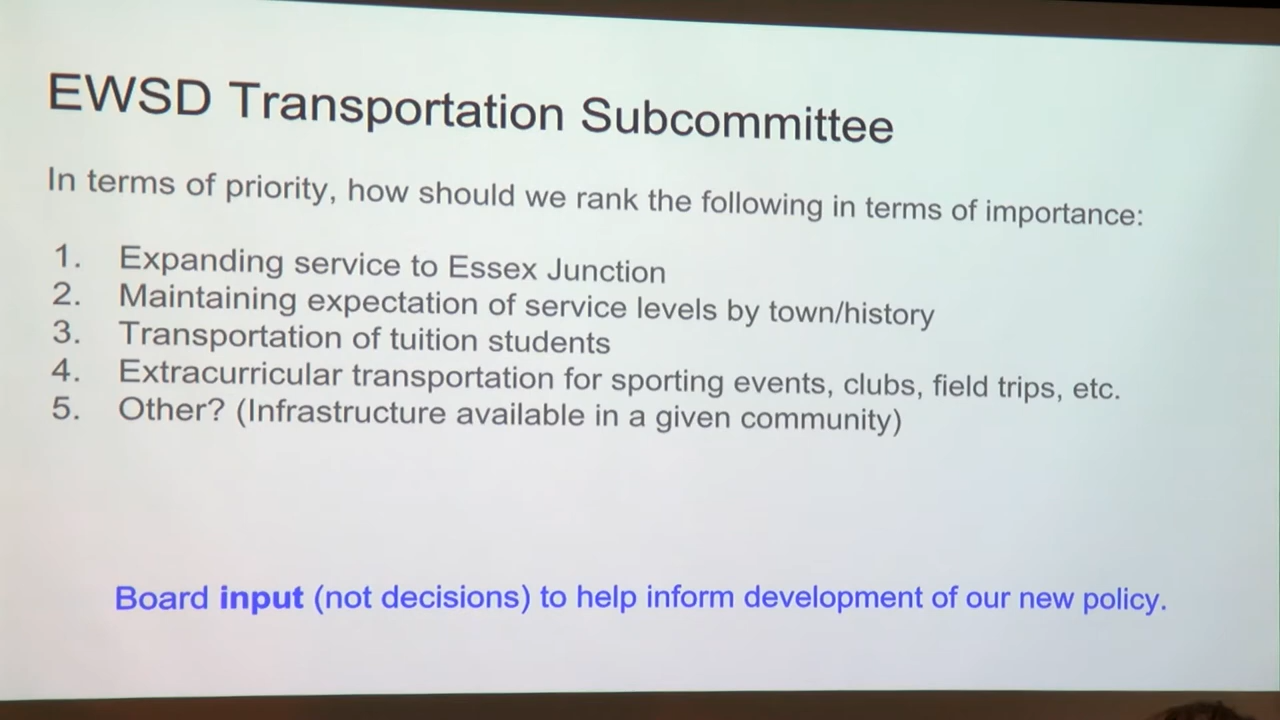 EWSD Transportation Subcommittee
In terms of priority, how should we rank the following in terms of importance:
1. Expanding service to Essex Junction
2. Maintaining expectation of service levels by town/history
3. Transportation of tuition students
4. Extracurricular transportation for sporting events, clubs, field trips, etc.
5. Other? (Infrastructure available in a given community)
Board input (not decisions) to help inform development of our new policy.